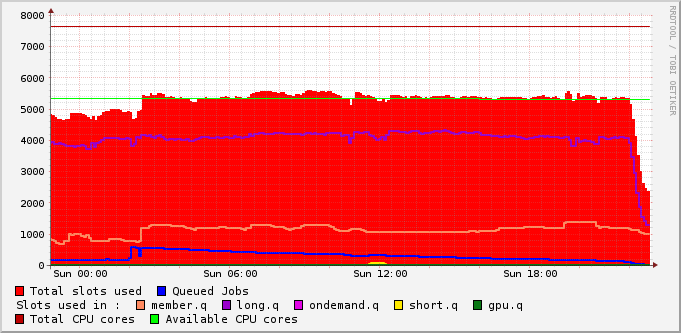 8000
7000
6000
5000
4000
3000
2000
1000
0
Sun 00:00 Sun 06:00 Sun 12:00 Sun 18:00
Total slots used Queued Jobs
Slots used in : member.q long.q ondemand.q short.q gpu.q
Total CPU cores Available CPU cores
RRDTOOL / TOBI OETIKER